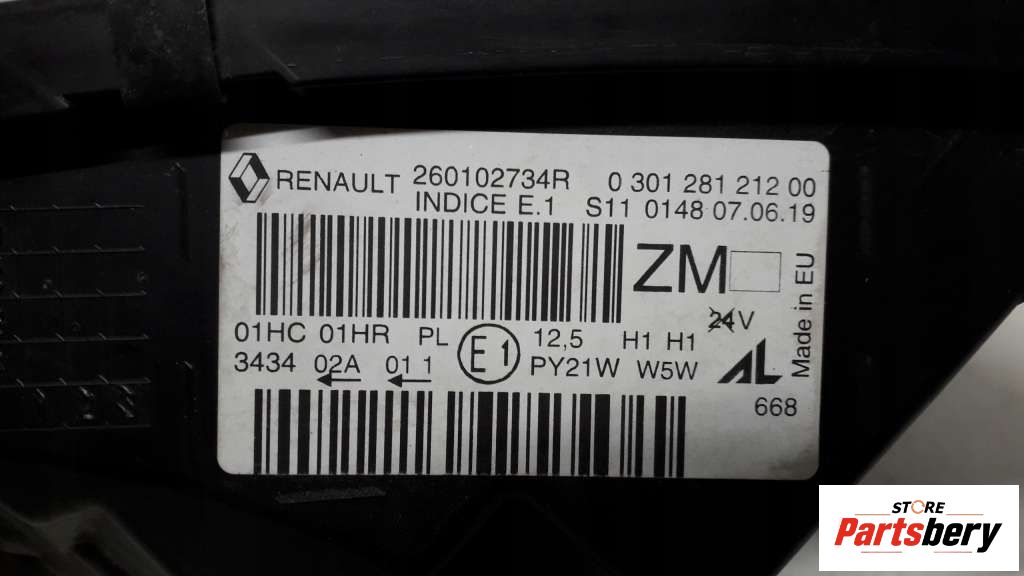 RENAULT 260102734R 0 301 281 212 00
INDICE E.1 S11 0148 07.06.19
ZM
Made in EU
24V
01HC 01HR PL E1 12,5 H1 H1
3434 02A 01 1 PY21W W5W AL
668
STORE
Partsbery